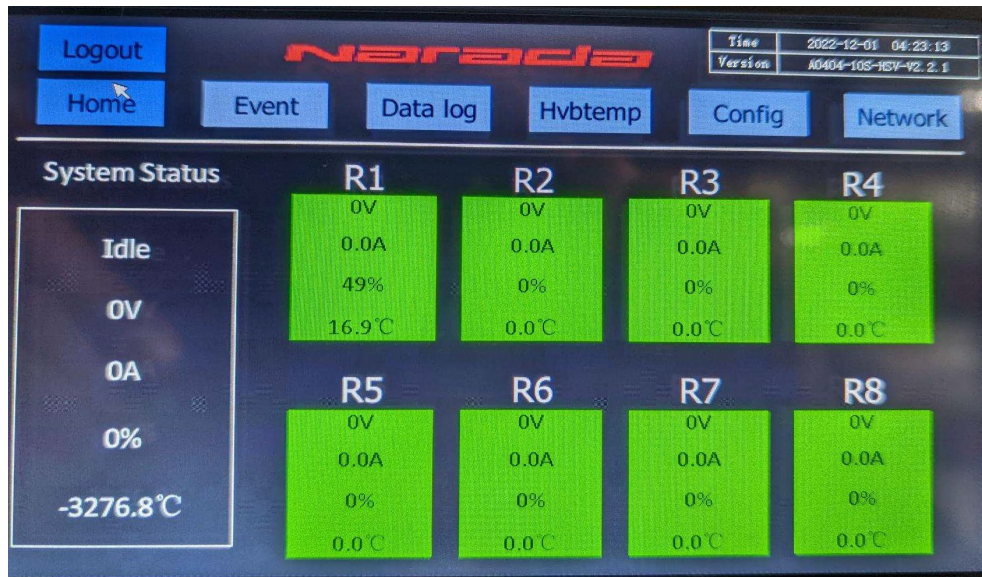 Logout
Narada
Time 2022-12-01 04:23:13
Version A0404-10S-HSV-V2.2.1
Home Event Data log Hvbtemp Config Network
System Status
Idle
0V
0A
0%
-3276.8℃
R1 R2 R3 R4
0V 0V 0V 0V
0.0A 0.0A 0.0A 0.0A
49% 0% 0% 0%
16.9℃ 0.0℃ 0.0℃ 0.0℃
R5 R6 R7 R8
0V 0V 0V 0V
0.0A 0.0A 0.0A 0.0A
0% 0% 0% 0%
0.0℃ 0.0℃ 0.0℃ 0.0℃